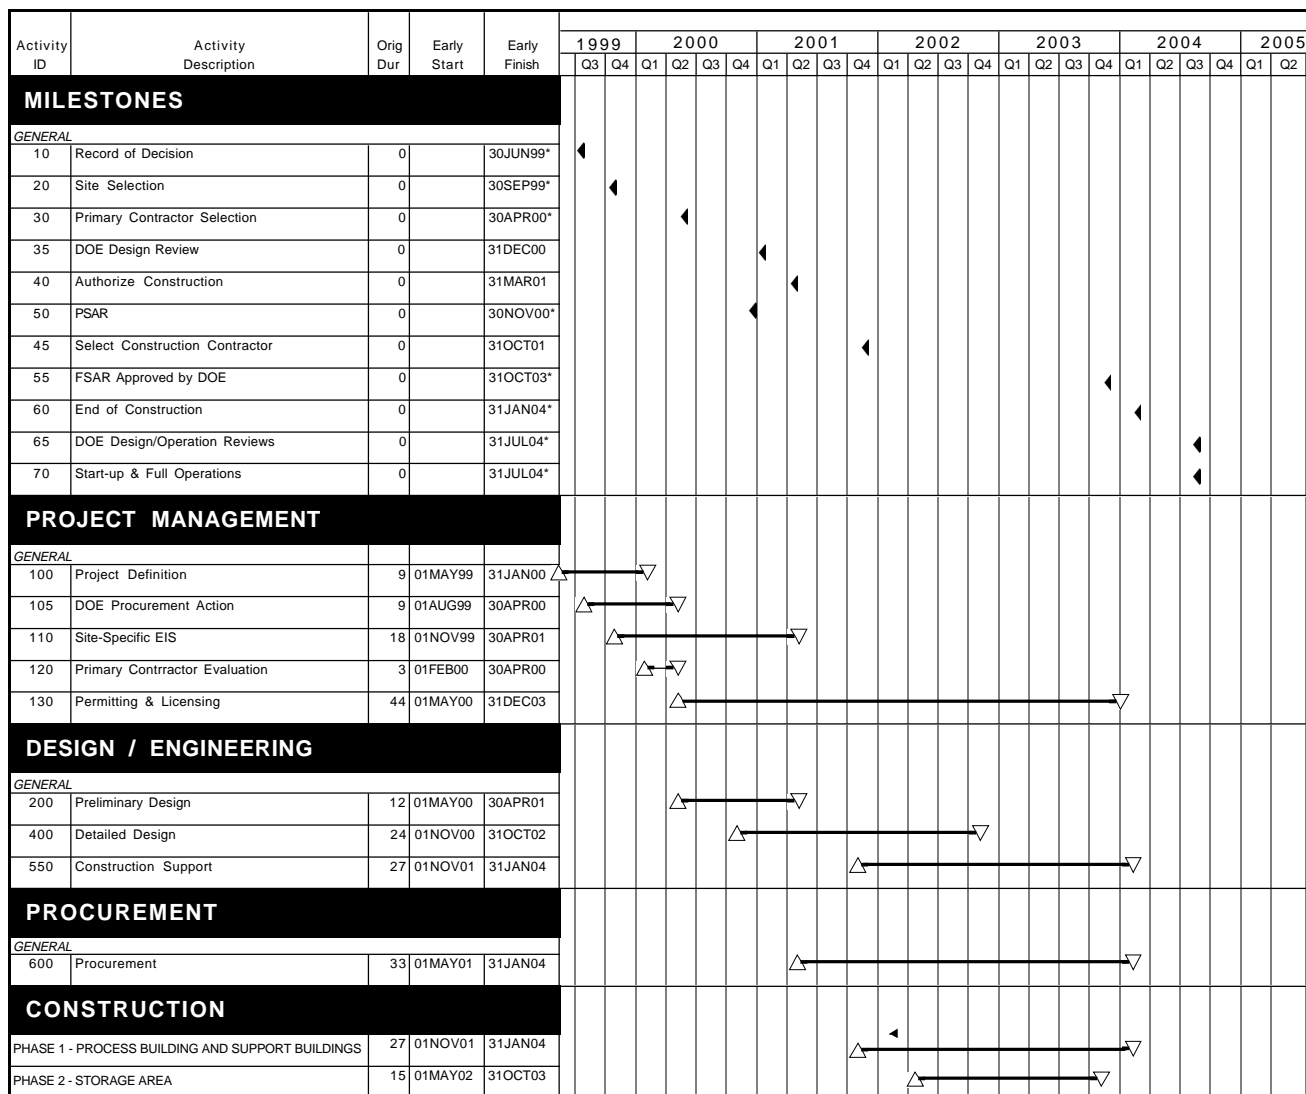 1999 2000 2001 2002 2003 2004 2005
Activity Activity Orig Early Early
ID Description Dur Start Finish Q3 Q4 Q1 Q2 Q3 Q4 Q1 Q2 Q3 Q4 Q1 Q2 Q3 Q4 Q1 Q2 Q3 Q4 Q1 Q2 Q3 Q4 Q1 Q2
MILESTONES
GENERAL
10 Record of Decision 0 30JUN99*
20 Site Selection 0 30SEP99*
30 Primary Contractor Selection 0 30APR00*
35 DOE Design Review 0 31DEC00
40 Authorize Construction 0 31MAR01
50 PSAR 0 30NOV00*
45 Select Construction Contractor 0 31OCT01
55 FSAR Approved by DOE 0 31OCT03*
60 End of Construction 0 31JAN04*
65 DOE Design/Operation Reviews 0 31JUL04*
70 Start-up & Full Operations 0 31JUL04*
PROJECT MANAGEMENT
GENERAL
100 Project Definition 9 01MAY99 31JAN00
105 DOE Procurement Action 9 01AUG99 30APR00
110 Site-Specific EIS 18 01NOV99 30APR01
120 Primary Contrractor Evaluation 3 01FEB00 30APR00
130 Permitting & Licensing 44 01MAY00 31DEC03
DESIGN / ENGINEERING
GENERAL
200 Preliminary Design 12 01MAY00 30APR01
400 Detailed Design 24 01NOV00 31OCT02
550 Construction Support 27 01NOV01 31JAN04
PROCUREMENT
GENERAL
600 Procurement 33 01MAY01 31JAN04
CONSTRUCTION
PHASE 1 - PROCESS BUILDING AND SUPPORT BUILDINGS 27 01NOV01 31JAN04
PHASE 2 - STORAGE AREA 15 01MAY02 31OCT03